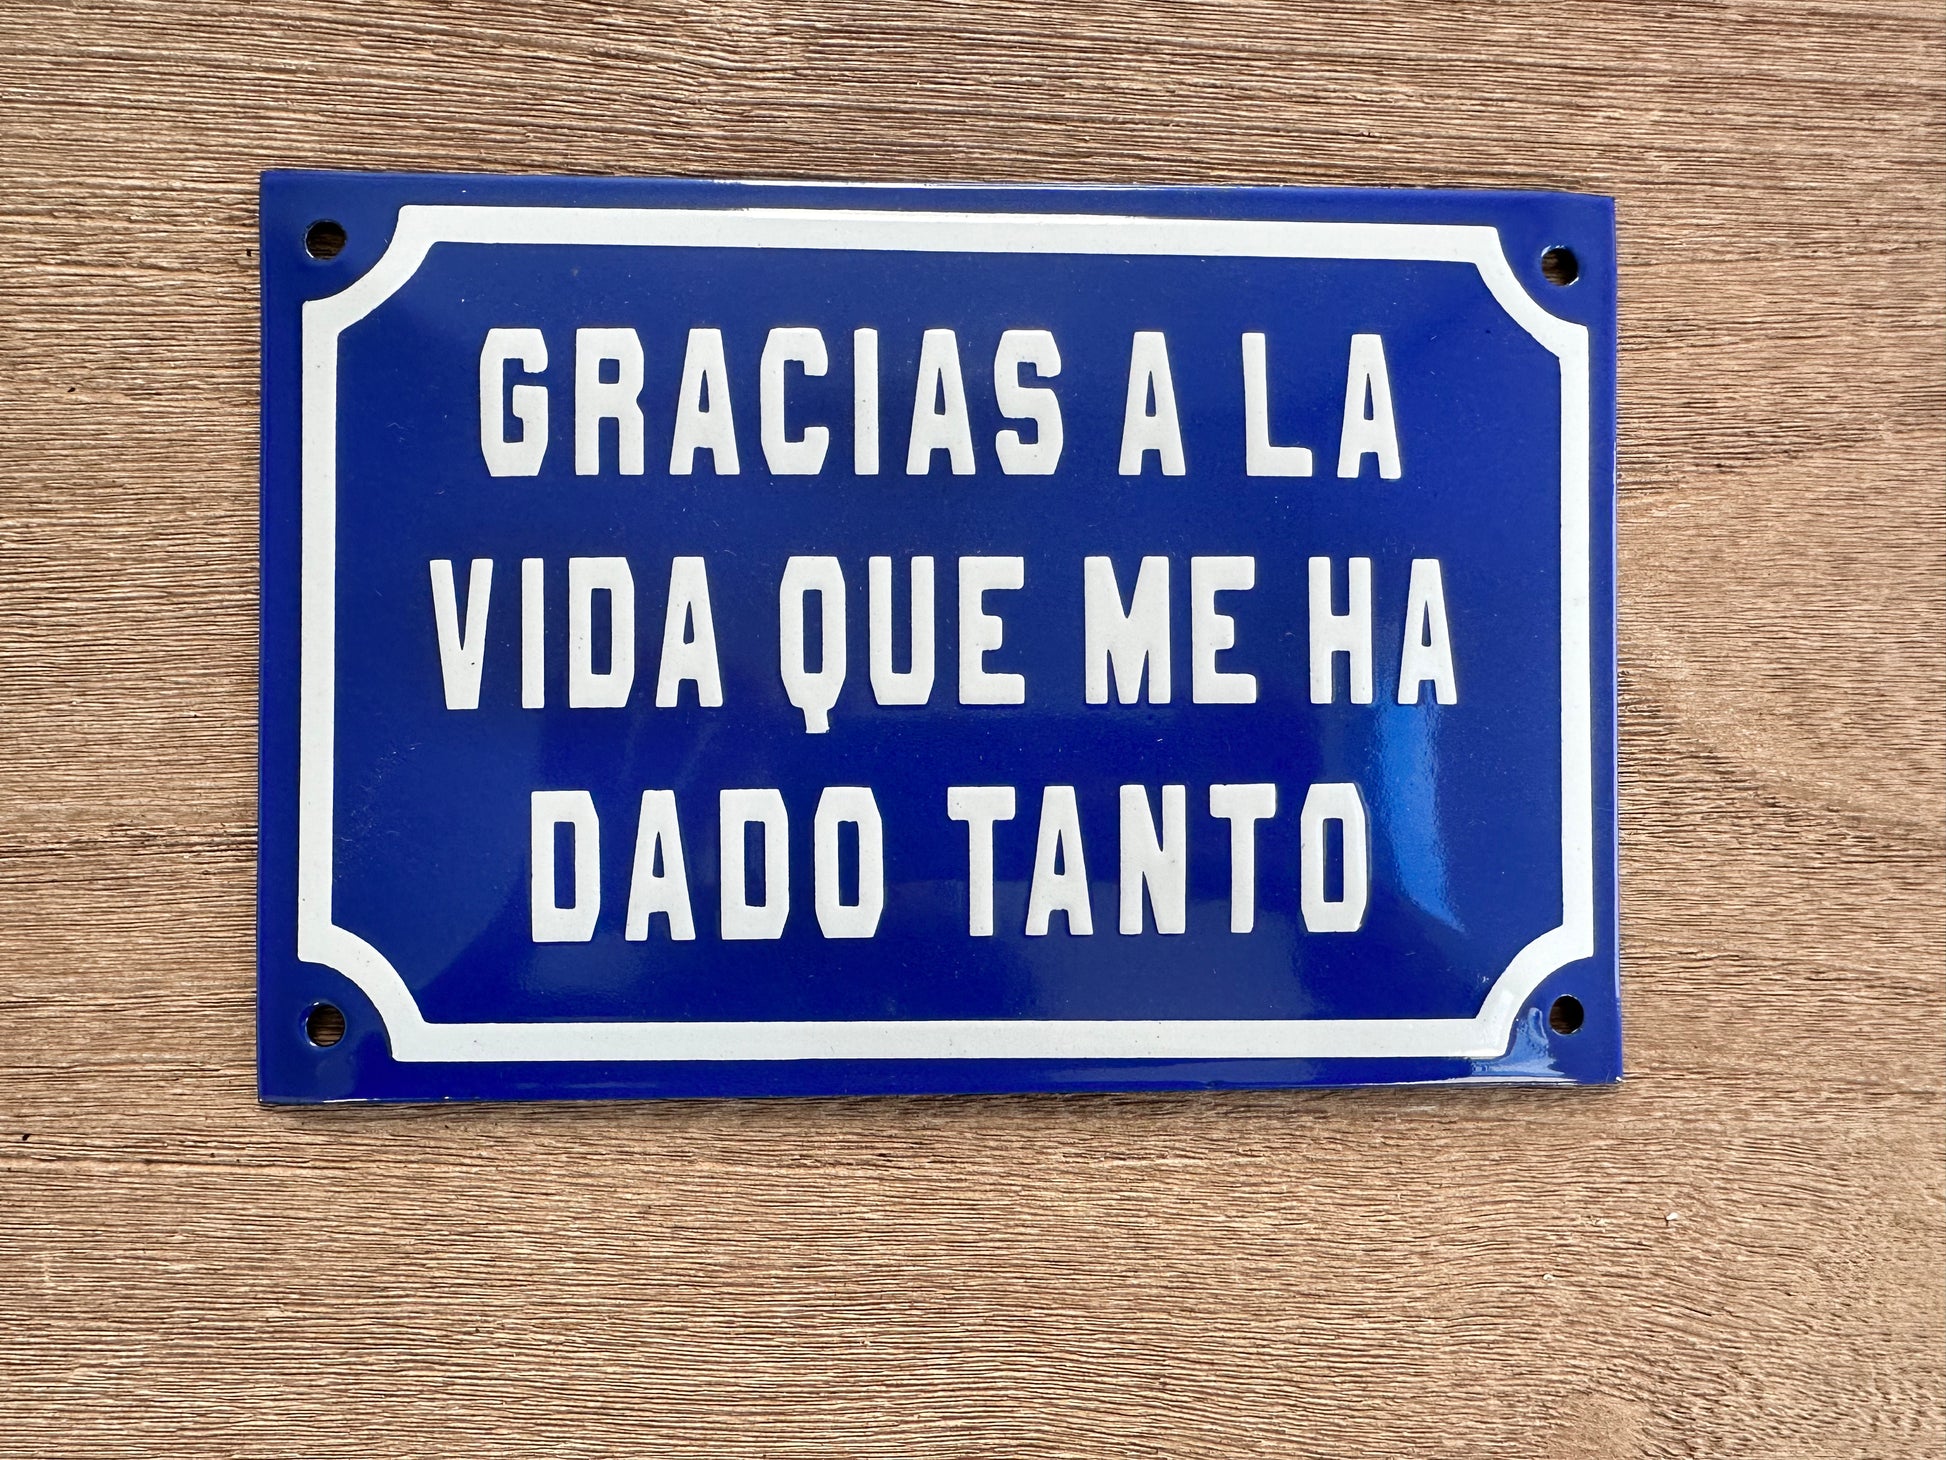 GRACIAS A LA
VIDA QUE ME HA
DADO TANTO